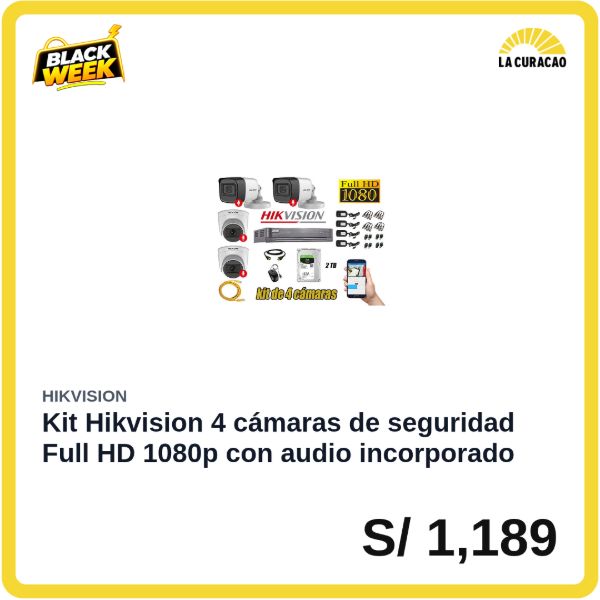 BLACK
WEEK
LA CURACAO
Full HD
1080
HIKVISION
2 TB
kit de 4 cámaras
HIKVISION
Kit Hikvision 4 cámaras de seguridad
Full HD 1080p con audio incorporado
S/ 1,189